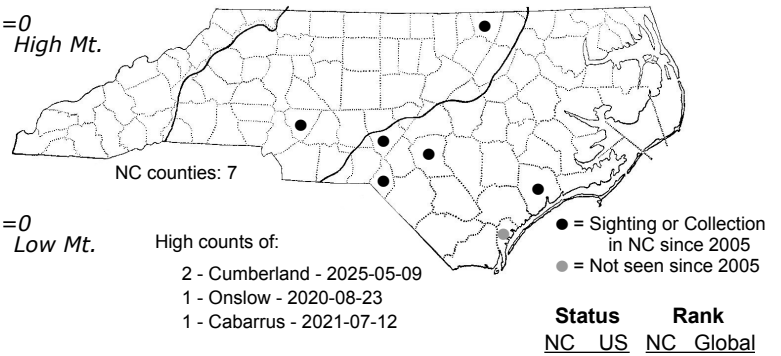 =0
High Mt.
NC counties: 7
=0
Low Mt.
High counts of:
2 - Cumberland - 2025-05-09
1 - Onslow - 2020-08-23
1 - Cabarrus - 2021-07-12
= Sighting or Collection
in NC since 2005
= Not seen since 2005
Status Rank
NC US NC Global